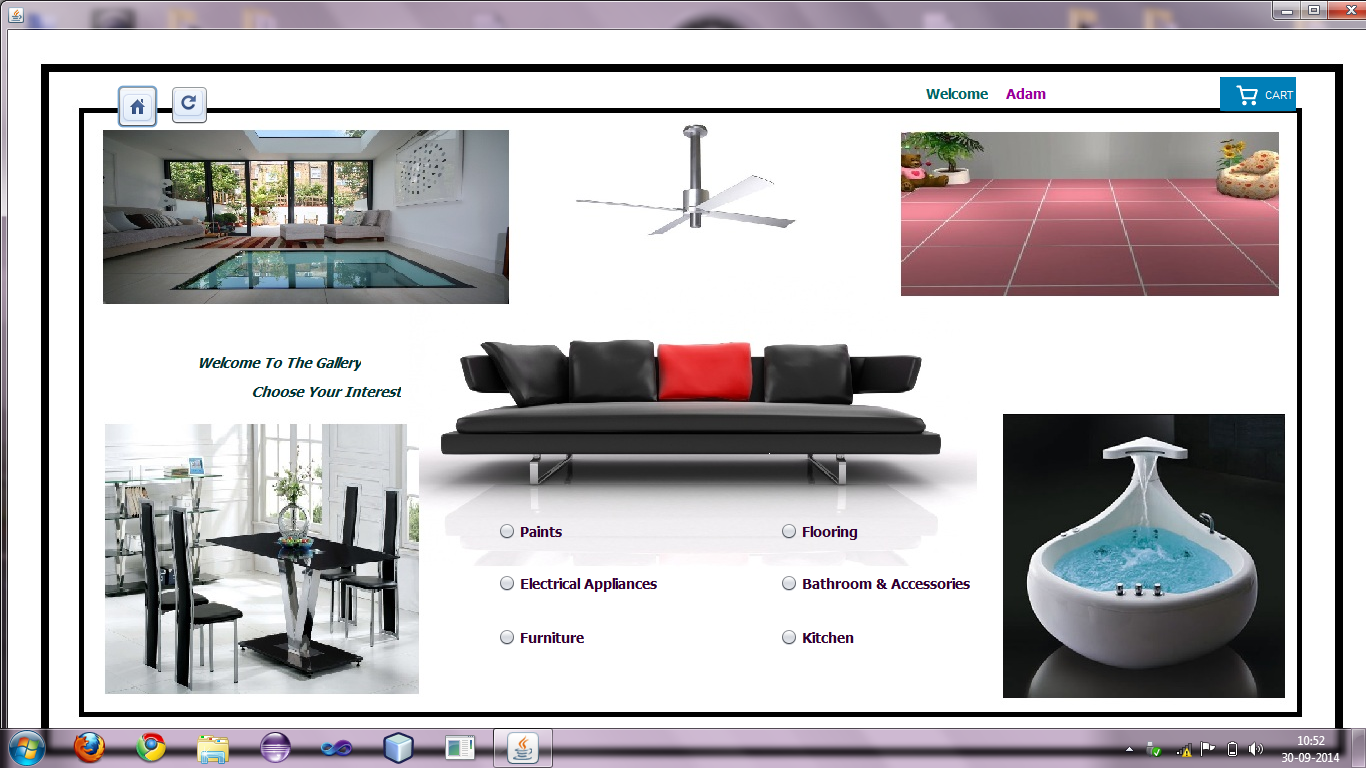 Welcome Adam
CART
Welcome To The Gallery
Choose Your Interest
Paints
Flooring
Electrical Appliances
Bathroom & Accessories
Furniture
Kitchen
10:52
30-09-2014